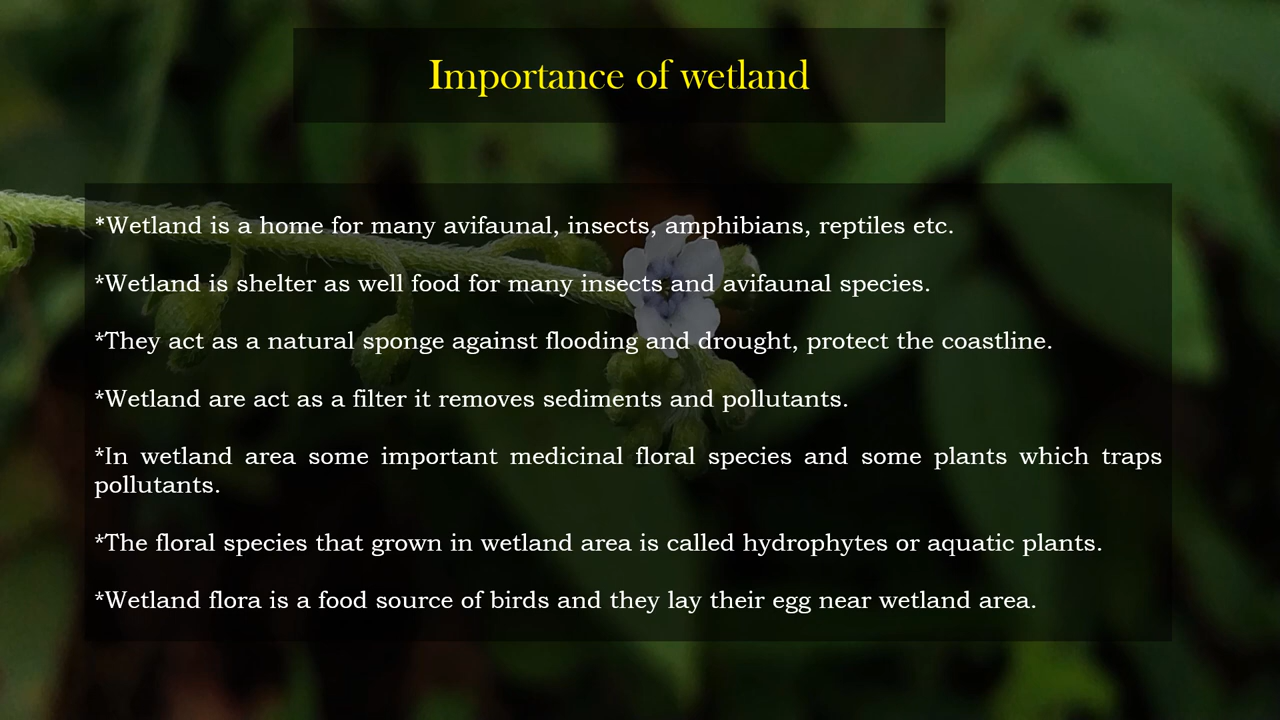 Importance of wetland
*Wetland is a home for many avifaunal, insects, amphibians, reptiles etc.
*Wetland is shelter as well food for many insects and avifaunal species.
*They act as a natural sponge against flooding and drought, protect the coastline.
*Wetland are act as a filter it removes sediments and pollutants.
*In wetland area some important medicinal floral species and some plants which traps
pollutants.
*The floral species that grown in wetland area is called hydrophytes or aquatic plants.
*Wetland flora is a food source of birds and they lay their egg near wetland area.